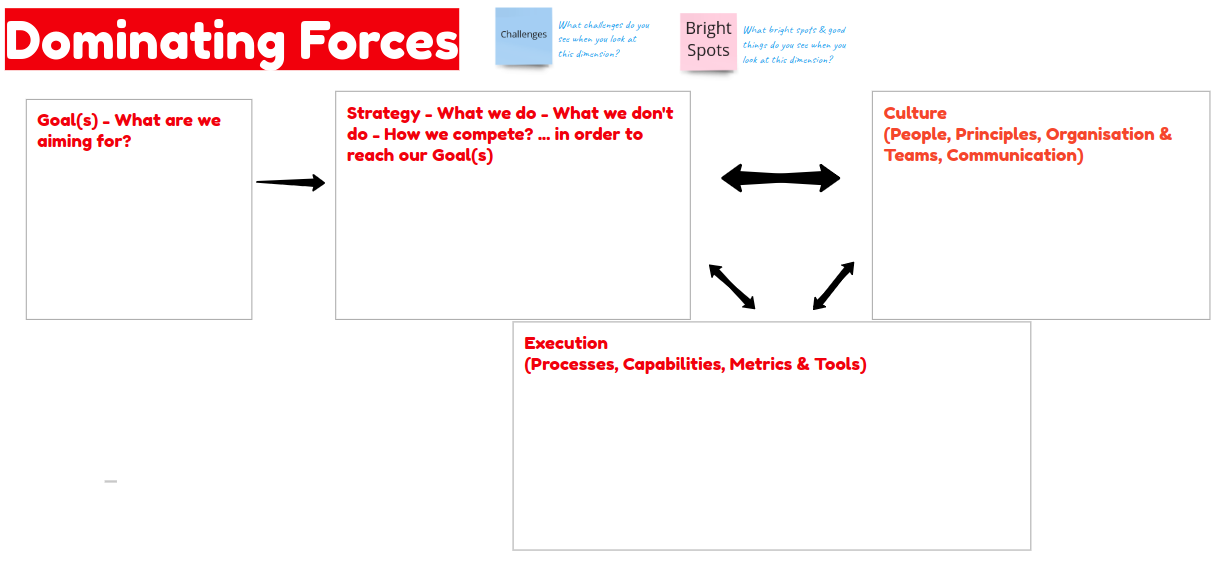 Dominating Forces
Challenges
What challenges do you
see when you look at
this dimension?
Bright
Spots
What bright spots & good
things do you see when you
look at this dimension?
Goal(s) - What are we
aiming for?
Strategy - What we do - What we don't
do - How we compete? ... in order to
reach our Goal(s)
Culture
(People, Principles, Organisation &
Teams, Communication)
Execution
(Processes, Capabilities, Metrics & Tools)